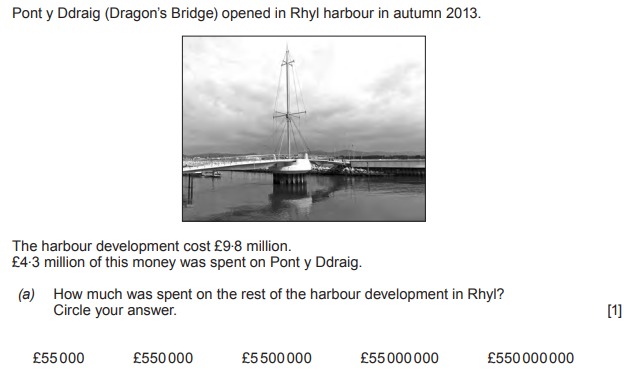 Pont y Ddraig (Dragon’s Bridge) opened in Rhyl harbour in autumn 2013.
The harbour development cost £9·8 million.
£4·3 million of this money was spent on Pont y Ddraig.
(a) How much was spent on the rest of the harbour development in Rhyl?
Circle your answer. [1]
£55 000 £550 000 £5 500 000 £55 000 000 £550 000 000